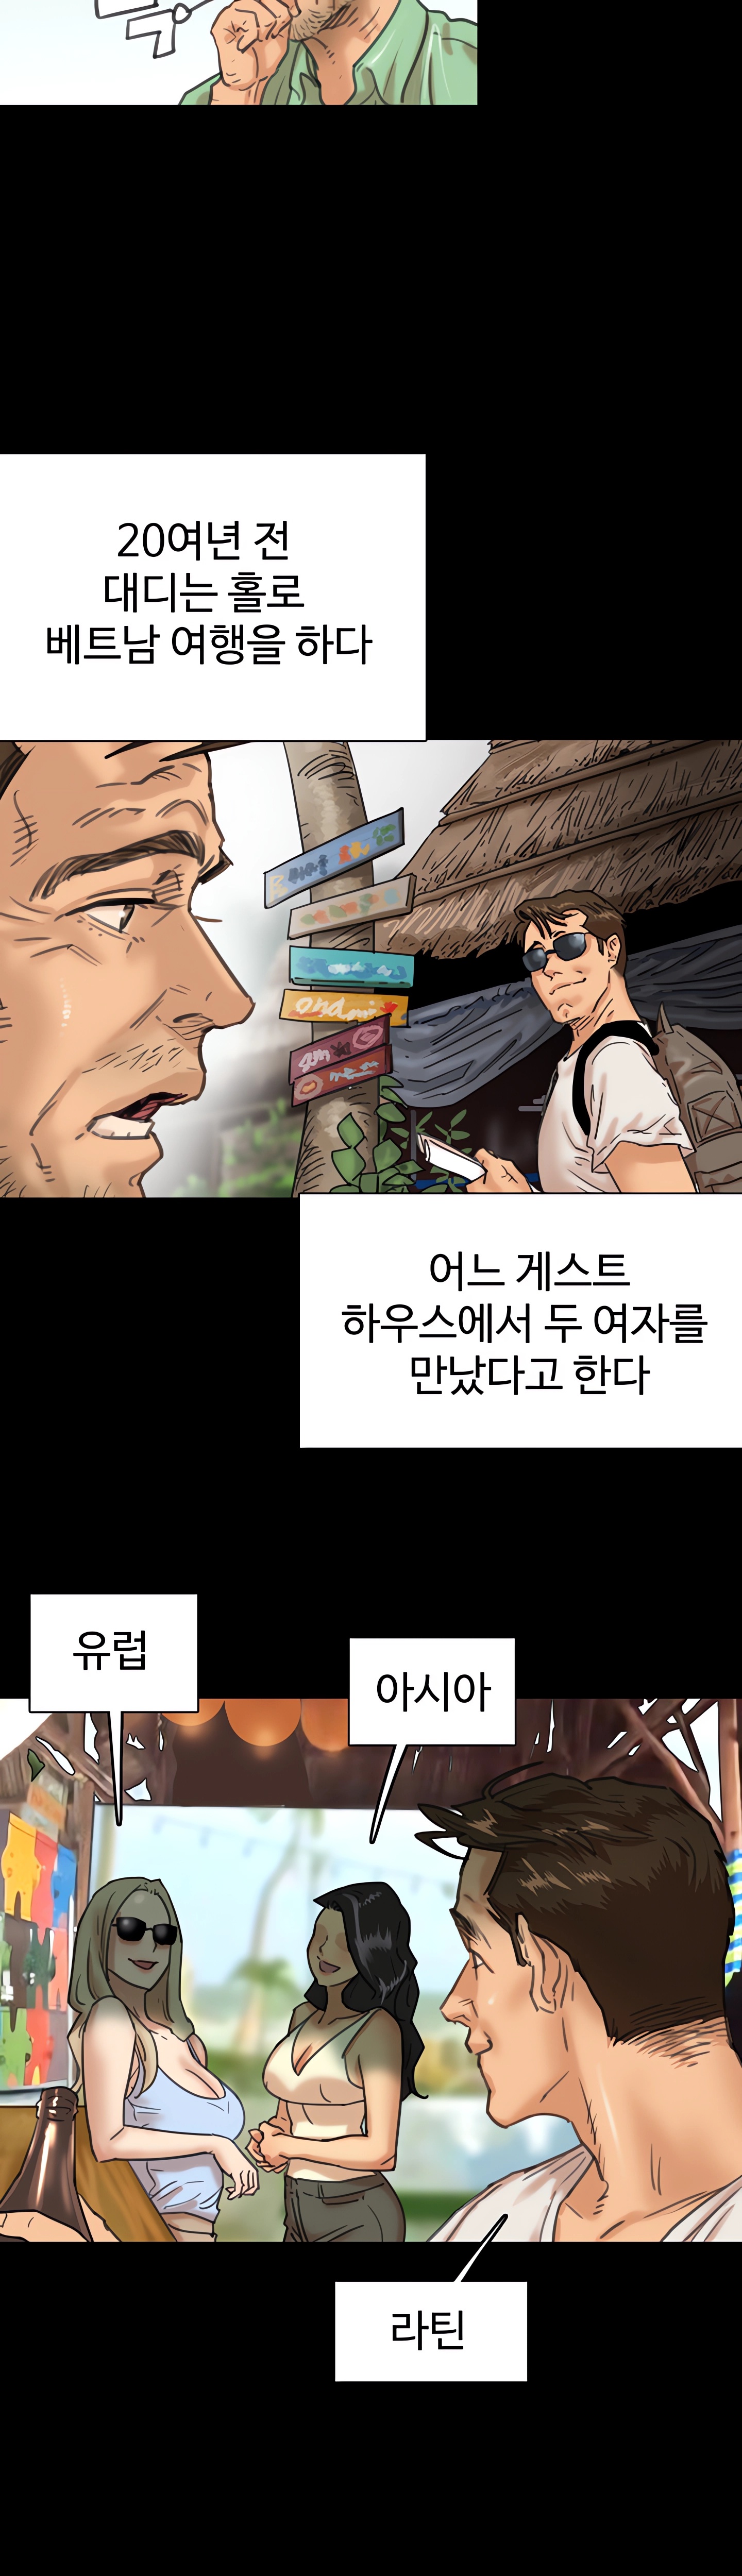 20여년 전
대디는 홀로
베트남 여행을 하다
어느 게스트
하우스에서 두 여자를
만났다고 한다
유럽
아시아
라틴